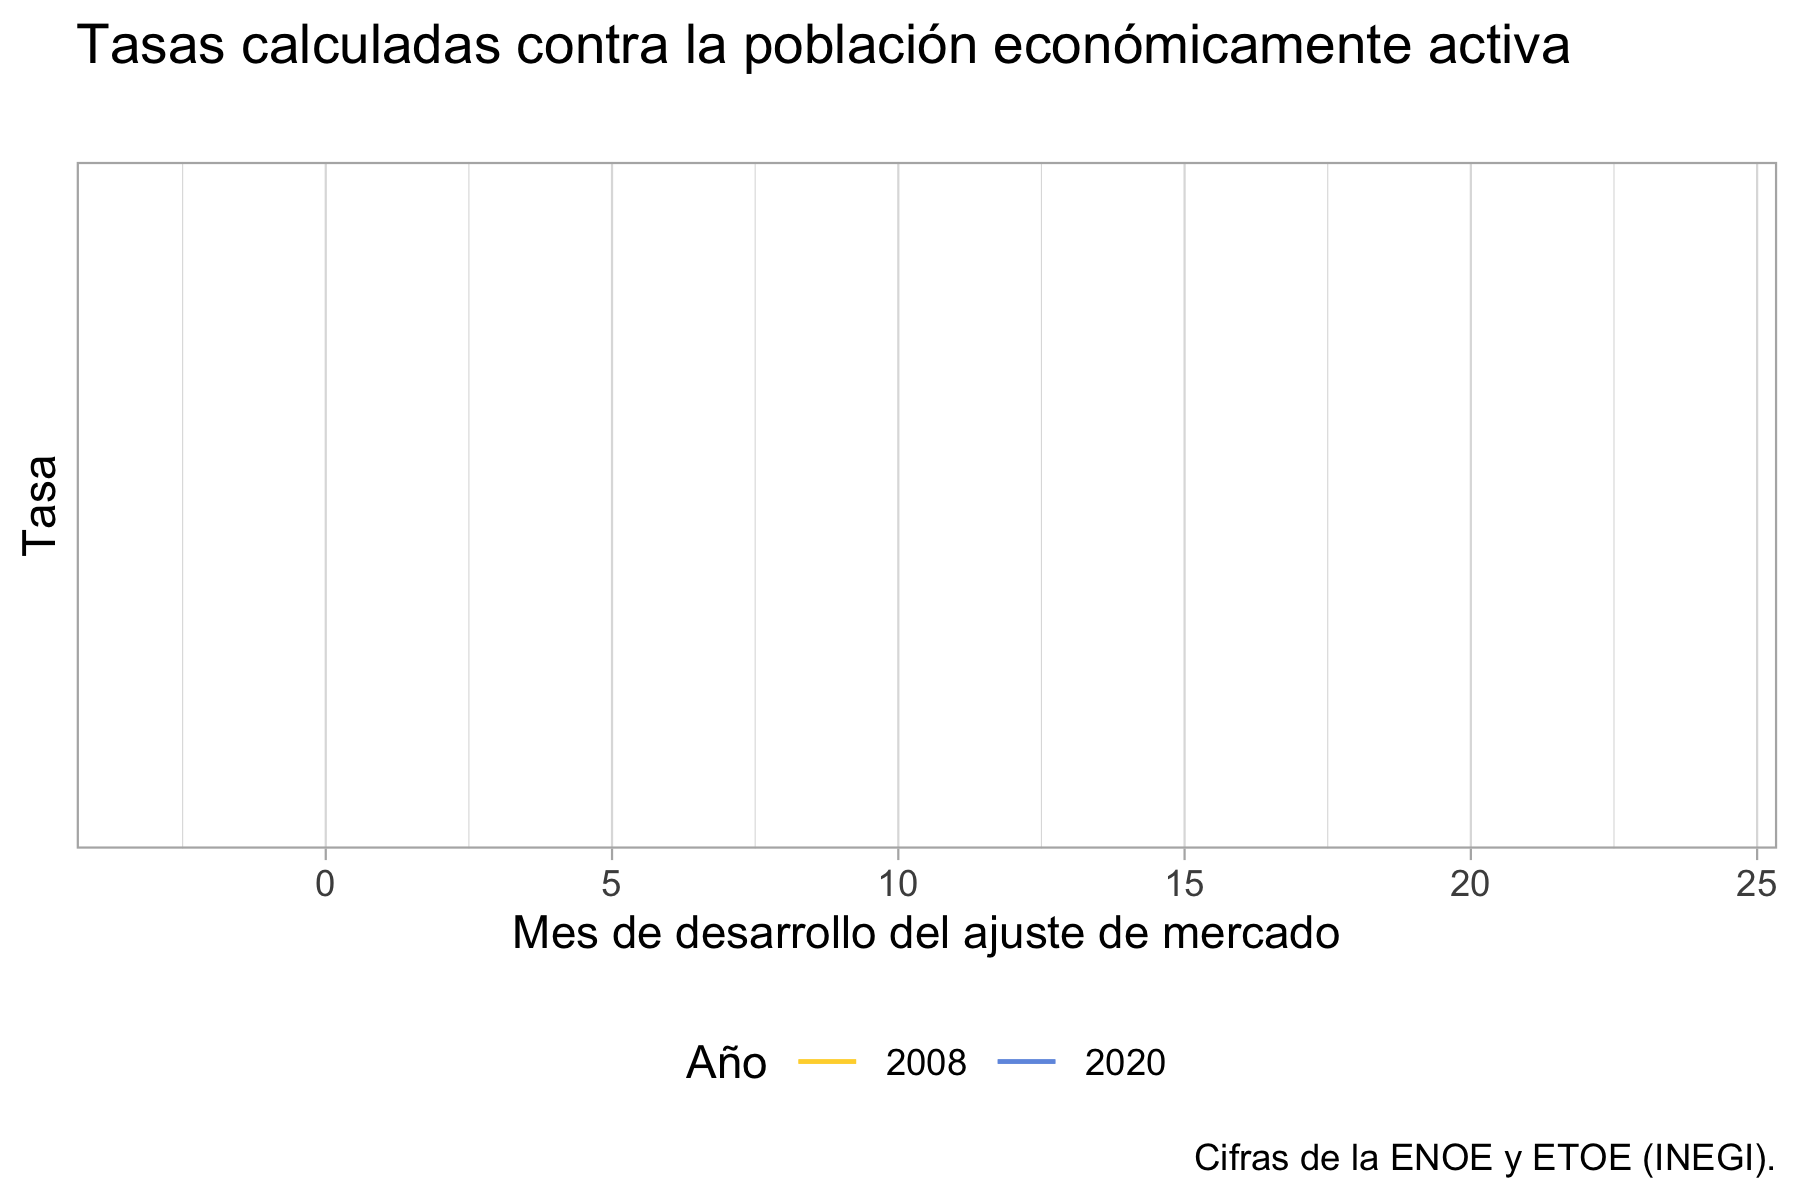 Tasas calculadas contra la población económicamente activa
Tasa
0 5 10 15 20 25
Mes de desarrollo del ajuste de mercado
Año 2008 2020
Cifras de la ENOE y ETOE (INEGI).